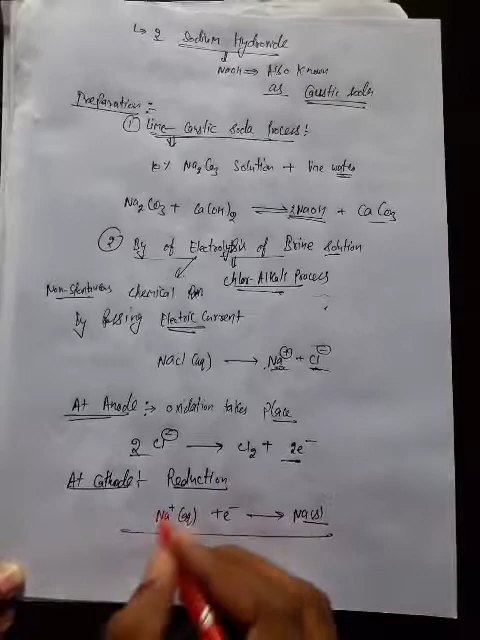 ↳ 2 Sodium Hydroxide
NaOH ⇒ Also Known
as Caustic soda
Preparation:-
① Lime- Caustic Soda Process:
10% Na2CO3 Solution + lime water
Na2CO3 + Ca(OH)2 ⇌ 2NaOH + CaCO3
② By of Electrolysis of Brine Solution
Chlor-Alkali Process
Chemical
By passing Electric Current
NaCl (aq) → Na⊕ + Cl⊖
At Anode :→ oxidation takes Place
2 Cl⊖ → Cl2 + 2e−
At Cathode:- Reduction
Na+ (aq) + e− → Na(s)